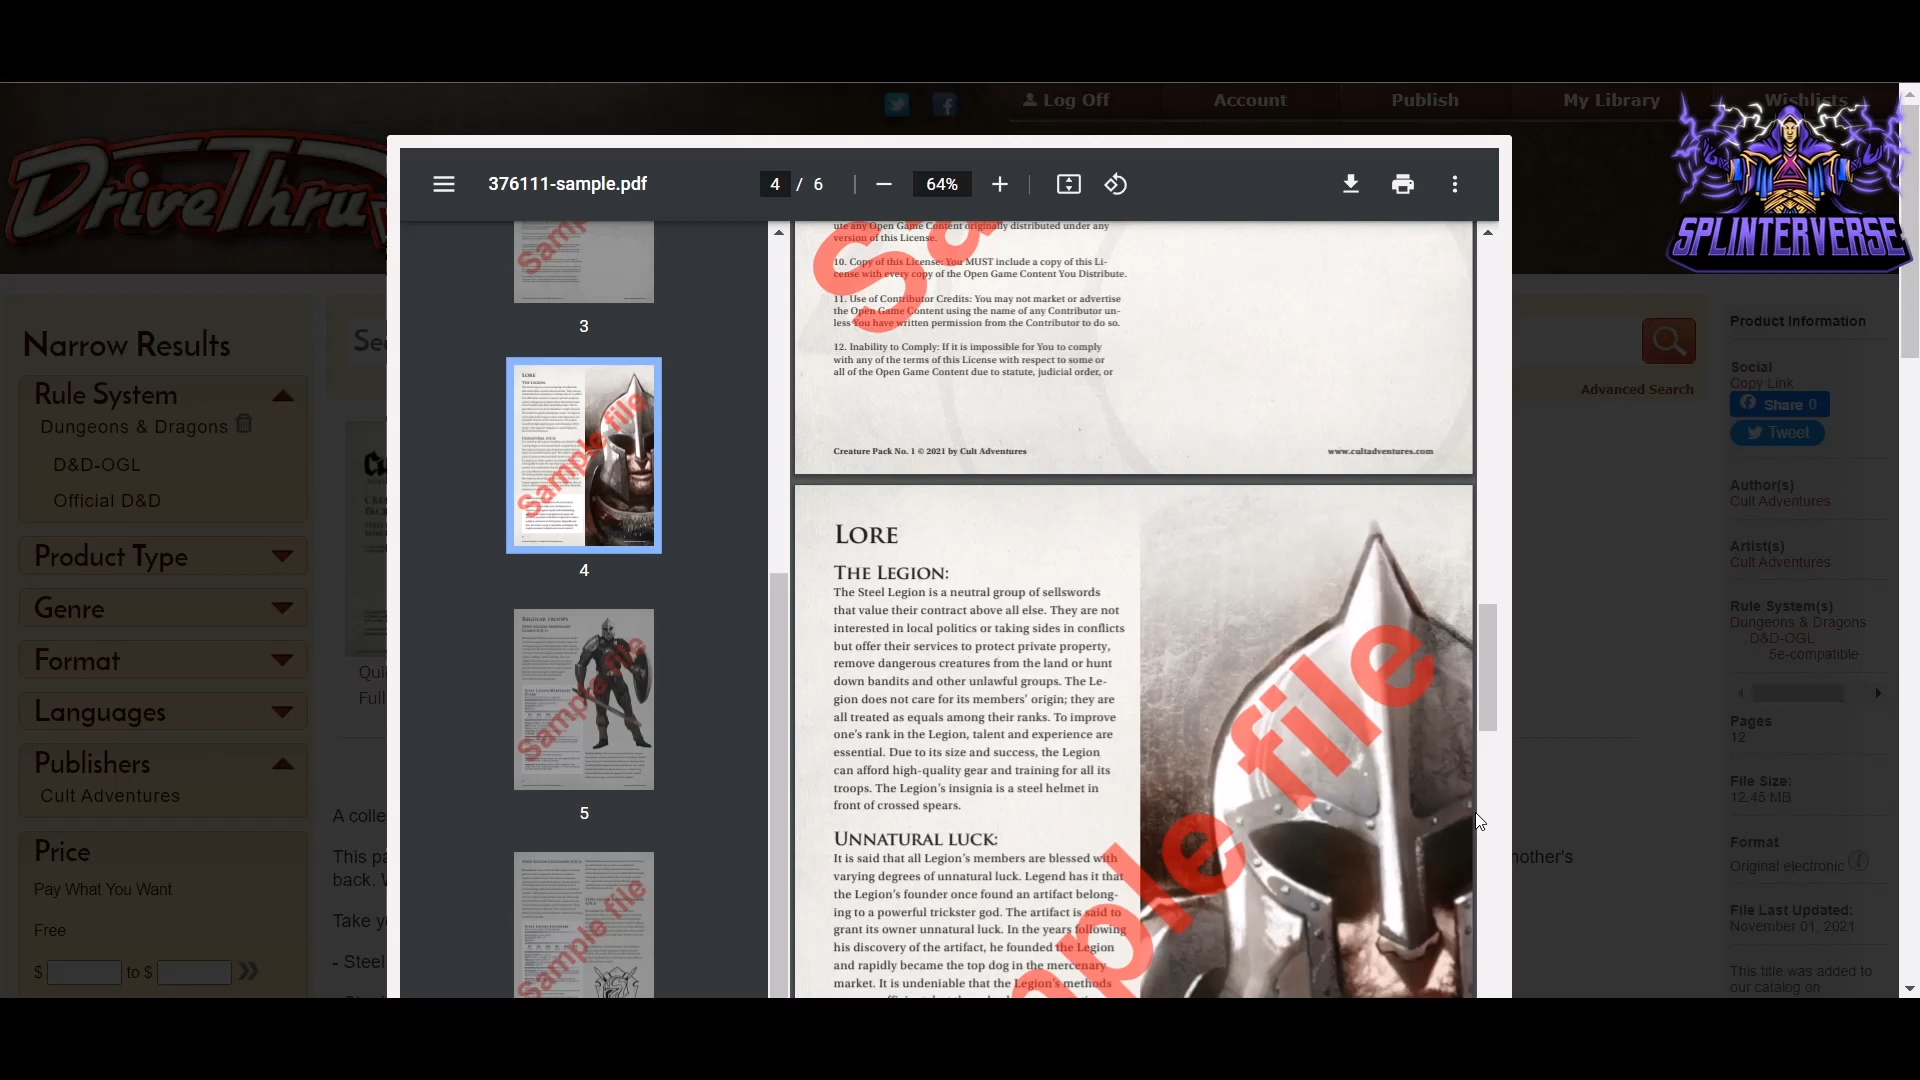 Log Off
Account
Publish
My Library
Wishlists
SPLINTERVERSE
DriveThru
376111-sample.pdf
4 / 6
64%
Narrow Results
Rule System
Dungeons & Dragons
D&D-OGL
Official D&D
Product Type
Genre
Format
Languages
Publishers
Cult Adventures
Price
Pay What You Want
Free
$ to $
3
4
5
Sample file
ute any Open Game Content originally distributed under any
version of this License.
10. Copy of this License: You MUST include a copy of this Li-
cense with every copy of the Open Game Content You Distribute.
11. Use of Contributor Credits: You may not market or advertise
the Open Game Content using the name of any Contributor un-
less You have written permission from the Contributor to do so.
12. Inability to Comply: If it is impossible for You to comply
with any of the terms of this License with respect to some or
all of the Open Game Content due to statute, judicial order, or
Creature Pack No. 1 © 2021 by Cult Adventures
www.cultadventures.com
LORE
THE LEGION:
The Steel Legion is a neutral group of sellswords
that value their contract above all else. They are not
interested in local politics or taking sides in conflicts
but offer their services to protect private property,
remove dangerous creatures from the land or hunt
down bandits and other unlawful groups. The Le-
gion does not care for its members' origin; they are
all treated as equals among their ranks. To improve
one's rank in the Legion, talent and experience are
essential. Due to its size and success, the Legion
can afford high-quality gear and training for all its
troops. The Legion's insignia is a steel helmet in
front of crossed spears.
UNNATURAL LUCK:
It is said that all Legion's members are blessed with
varying degrees of unnatural luck. Legend has it that
the Legion's founder once found an artifact belong-
ing to a powerful trickster god. The artifact is said to
grant its owner unnatural luck. In the years following
his discovery of the artifact, he founded the Legion
and rapidly became the top dog in the mercenary
market. It is undeniable that the Legion's methods
Advanced Search
Product Information
Social
Copy Link
Share 0
Tweet
Author(s)
Cult Adventures
Artist(s)
Cult Adventures
Rule System(s)
Dungeons & Dragons
D&D-OGL
5e-compatible
Pages
12
File Size:
12.45 MB
Format
Original electronic
File Last Updated:
November 01, 2021
This title was added to
our catalog on
A colle
This pa
back. W
Take y
- Steel
nother's